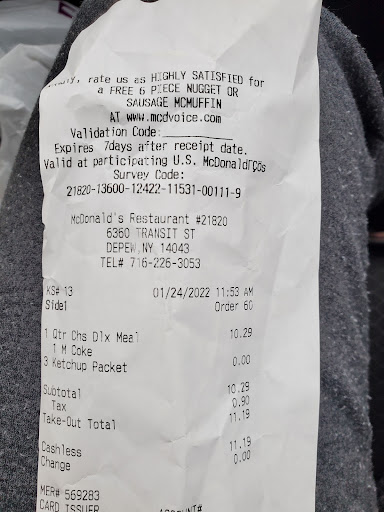 rate us as HIGHLY SATISFIED for
a FREE 6 PIECE NUGGET OR
SAUSAGE MCMUFFIN
AT www.mcdvoice.com
Validation Code:
Expires 7days after receipt date.
Valid at participating U.S. McDonaldΓÇÖs
Survey Code:
21820-13600-12422-11531-00111-9
McDonald's Restaurant #21820
6360 TRANSIT ST
DEPEW,NY 14043
TEL# 716-226-3053
KS# 13 01/24/2022 11:53 AM
Side1 Order 60
1 Qtr Chs Dlx Meal 10.29
1 M Coke
3 Ketchup Packet 0.00
Subtotal 10.29
Tax 0.90
Take-Out Total 11.19
Cashless 11.19
Change 0.00
MER# 569283
CARD ISSUER ACCOUNT#